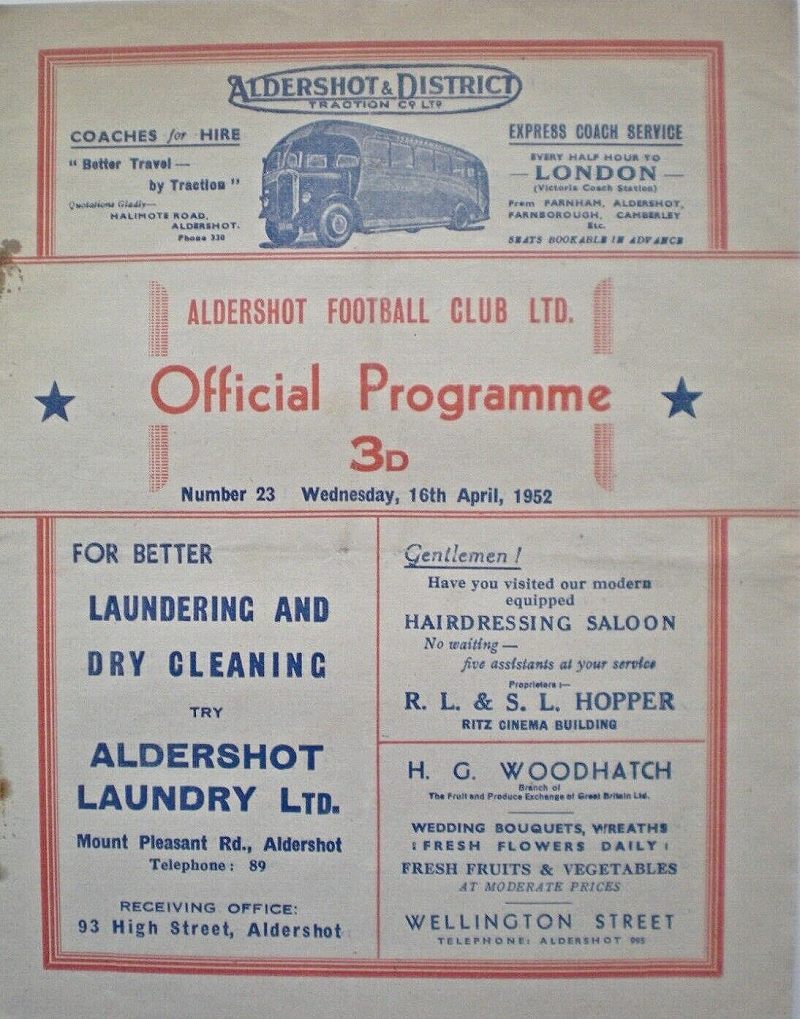 ALDERSHOT & DISTRICT
TRACTION CO LTD
COACHES for HIRE
"Better Travel—
by Traction"
Quotations Gladly—
HALIMOTE ROAD,
ALDERSHOT.
Phone 330
EXPRESS COACH SERVICE
EVERY HALF HOUR TO
— LONDON —
(Victoria Coach Station)
From FARNHAM, ALDERSHOT,
FARNBOROUGH, CAMBERLEY
Etc.
SEATS BOOKABLE IN ADVANCE
ALDERSHOT FOOTBALL CLUB LTD.
Official Programme
3D
Number 23 Wednesday, 16th April, 1952
FOR BETTER
LAUNDERING AND
DRY CLEANING
TRY
ALDERSHOT
LAUNDRY LTD.
Mount Pleasant Rd., Aldershot
Telephone: 89
RECEIVING OFFICE:
93 High Street, Aldershot
Gentlemen!
Have you visited our modern
equipped
HAIRDRESSING SALOON
No waiting—
five assistants at your service
Proprietors:—
R. L. & S. L. HOPPER
RITZ CINEMA BUILDING
H. G. WOODHATCH
Branch of
The Fruit and Produce Exchange of Great Britain Ltd.
WEDDING BOUQUETS, WREATHS
: FRESH FLOWERS DAILY :
FRESH FRUITS & VEGETABLES
AT MODERATE PRICES
WELLINGTON STREET
TELEPHONE: ALDERSHOT